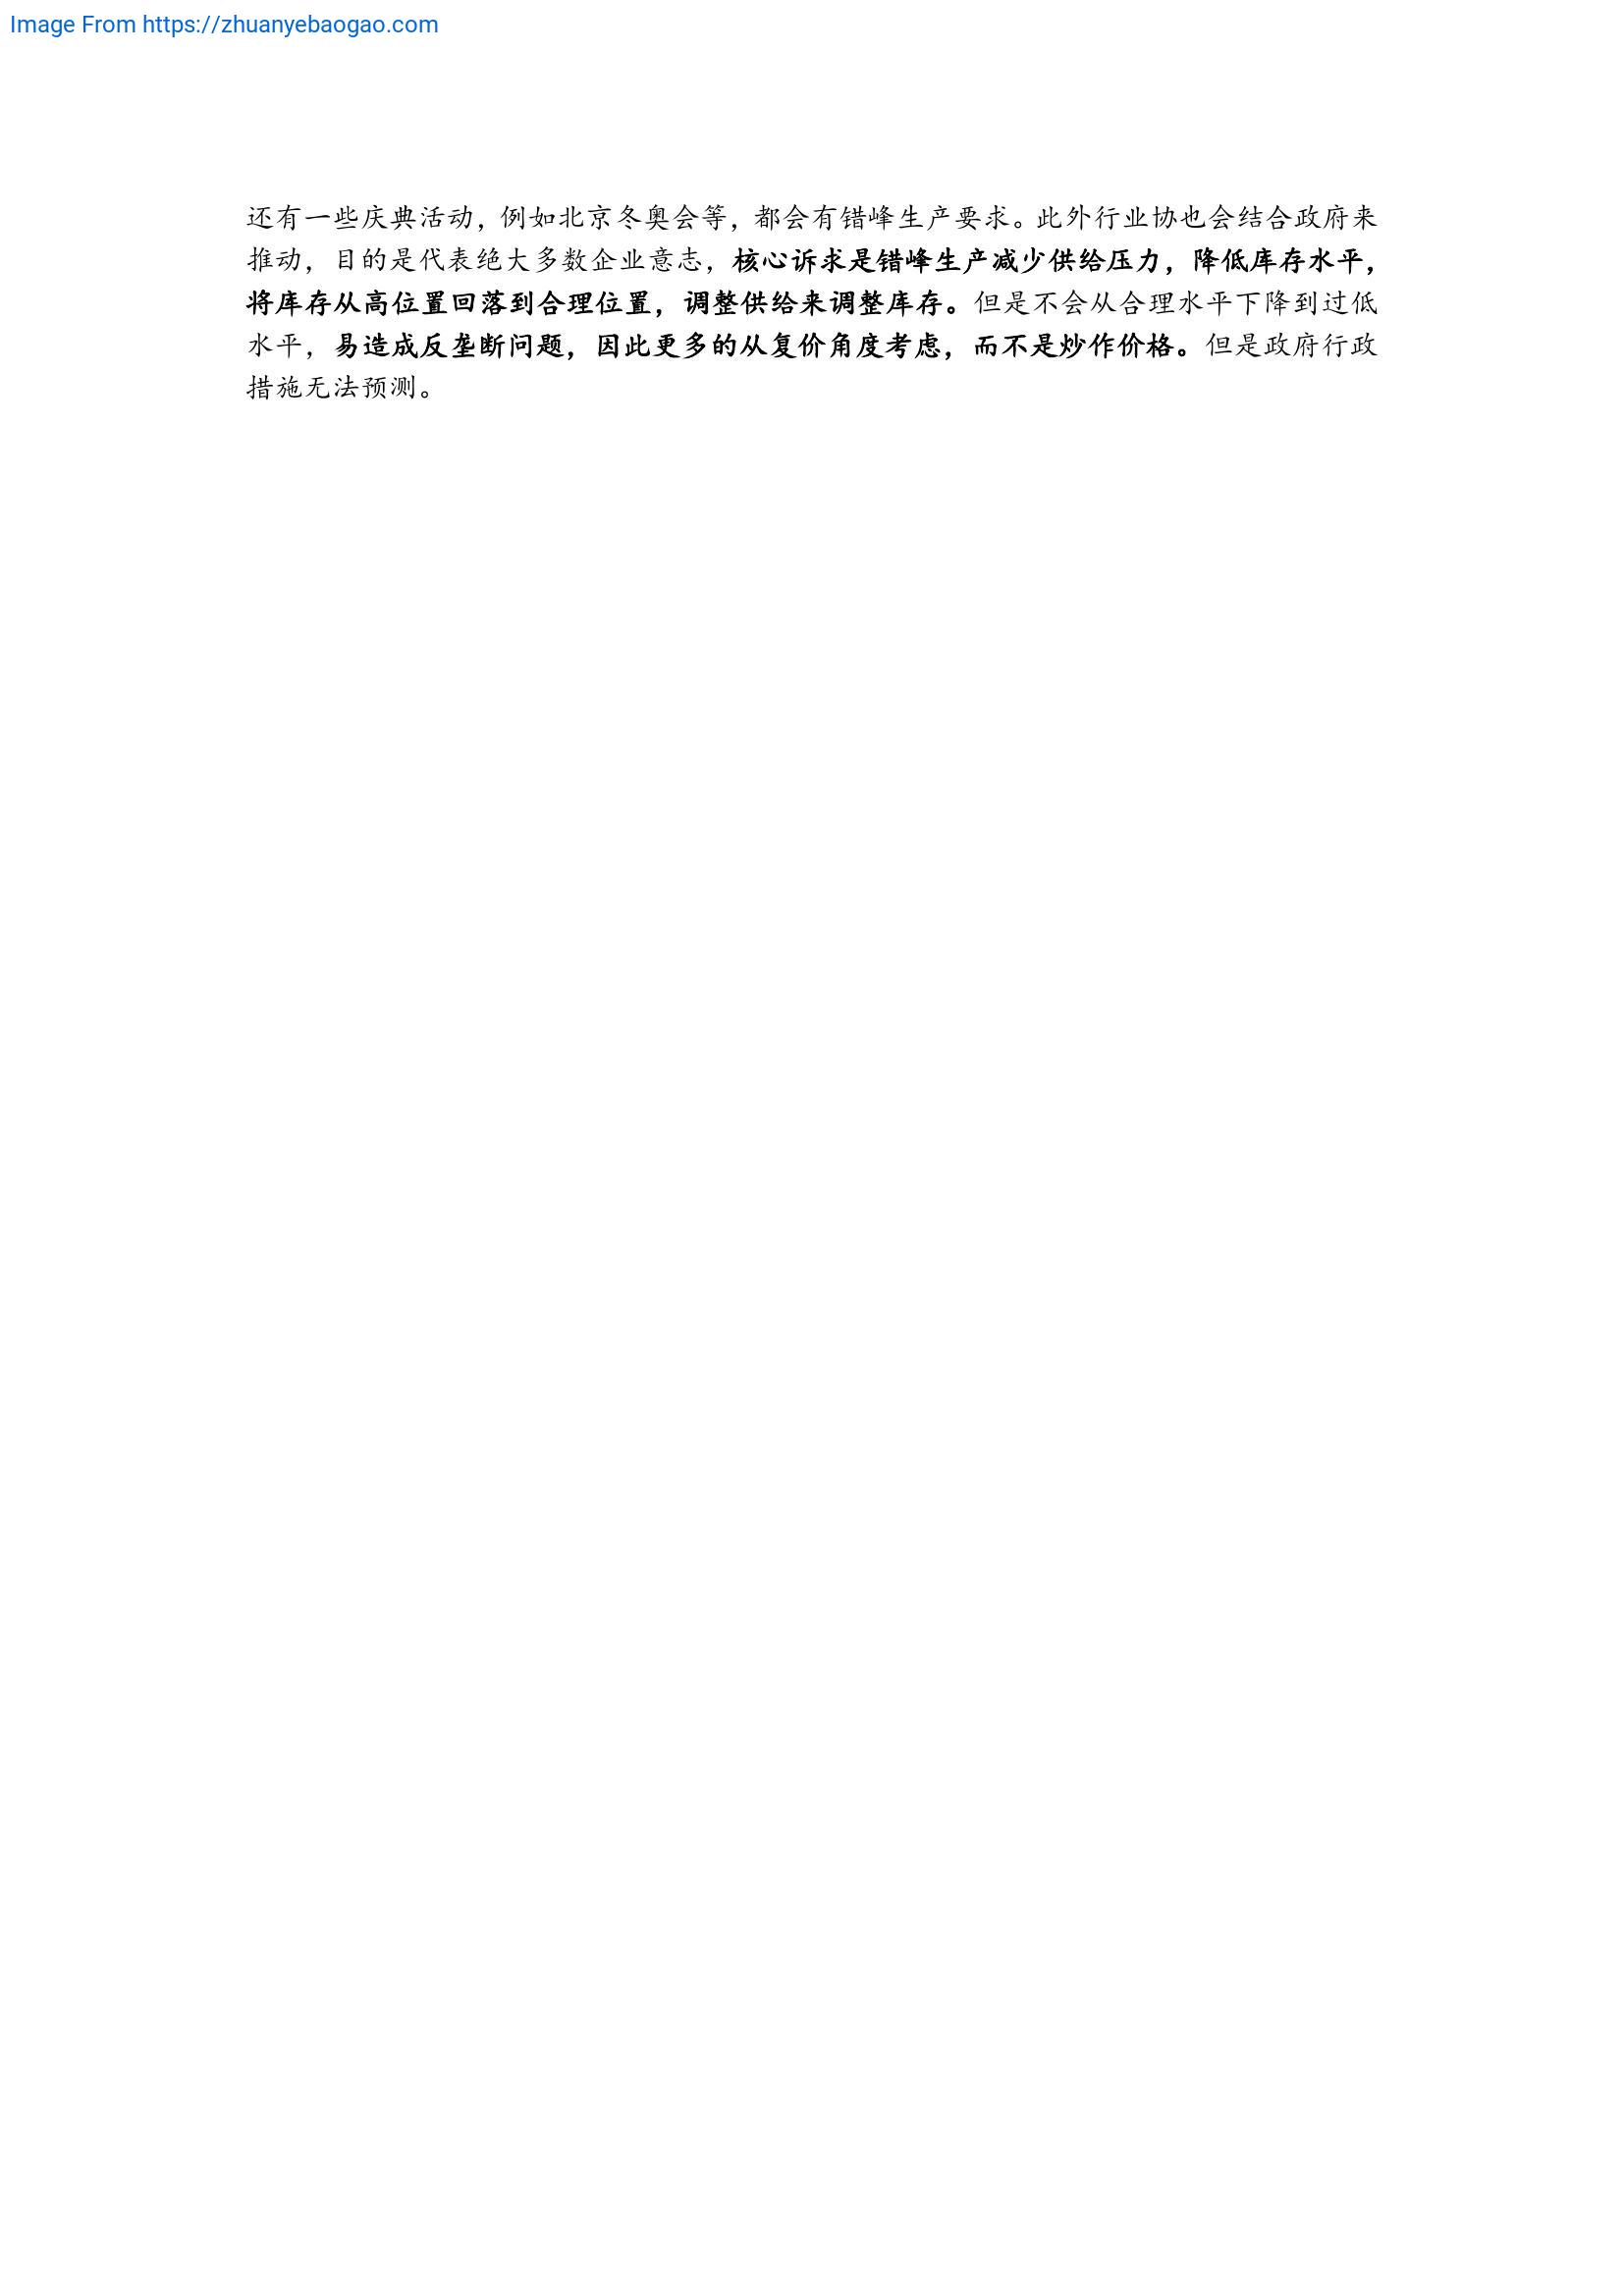 Image From https://zhuanyebaogao.com
还有一些庆典活动，例如北京冬奥会等，都会有错峰生产要求。此外行业协也会结合政府来
推动，目的是代表绝大多数企业意志，核心诉求是错峰生产减少供给压力，降低库存水平，
将库存从高位置回落到合理位置，调整供给来调整库存。但是不会从合理水平下降到过低
水平，易造成反垄断问题，因此更多的从复价角度考虑，而不是炒作价格。但是政府行政
措施无法预测。